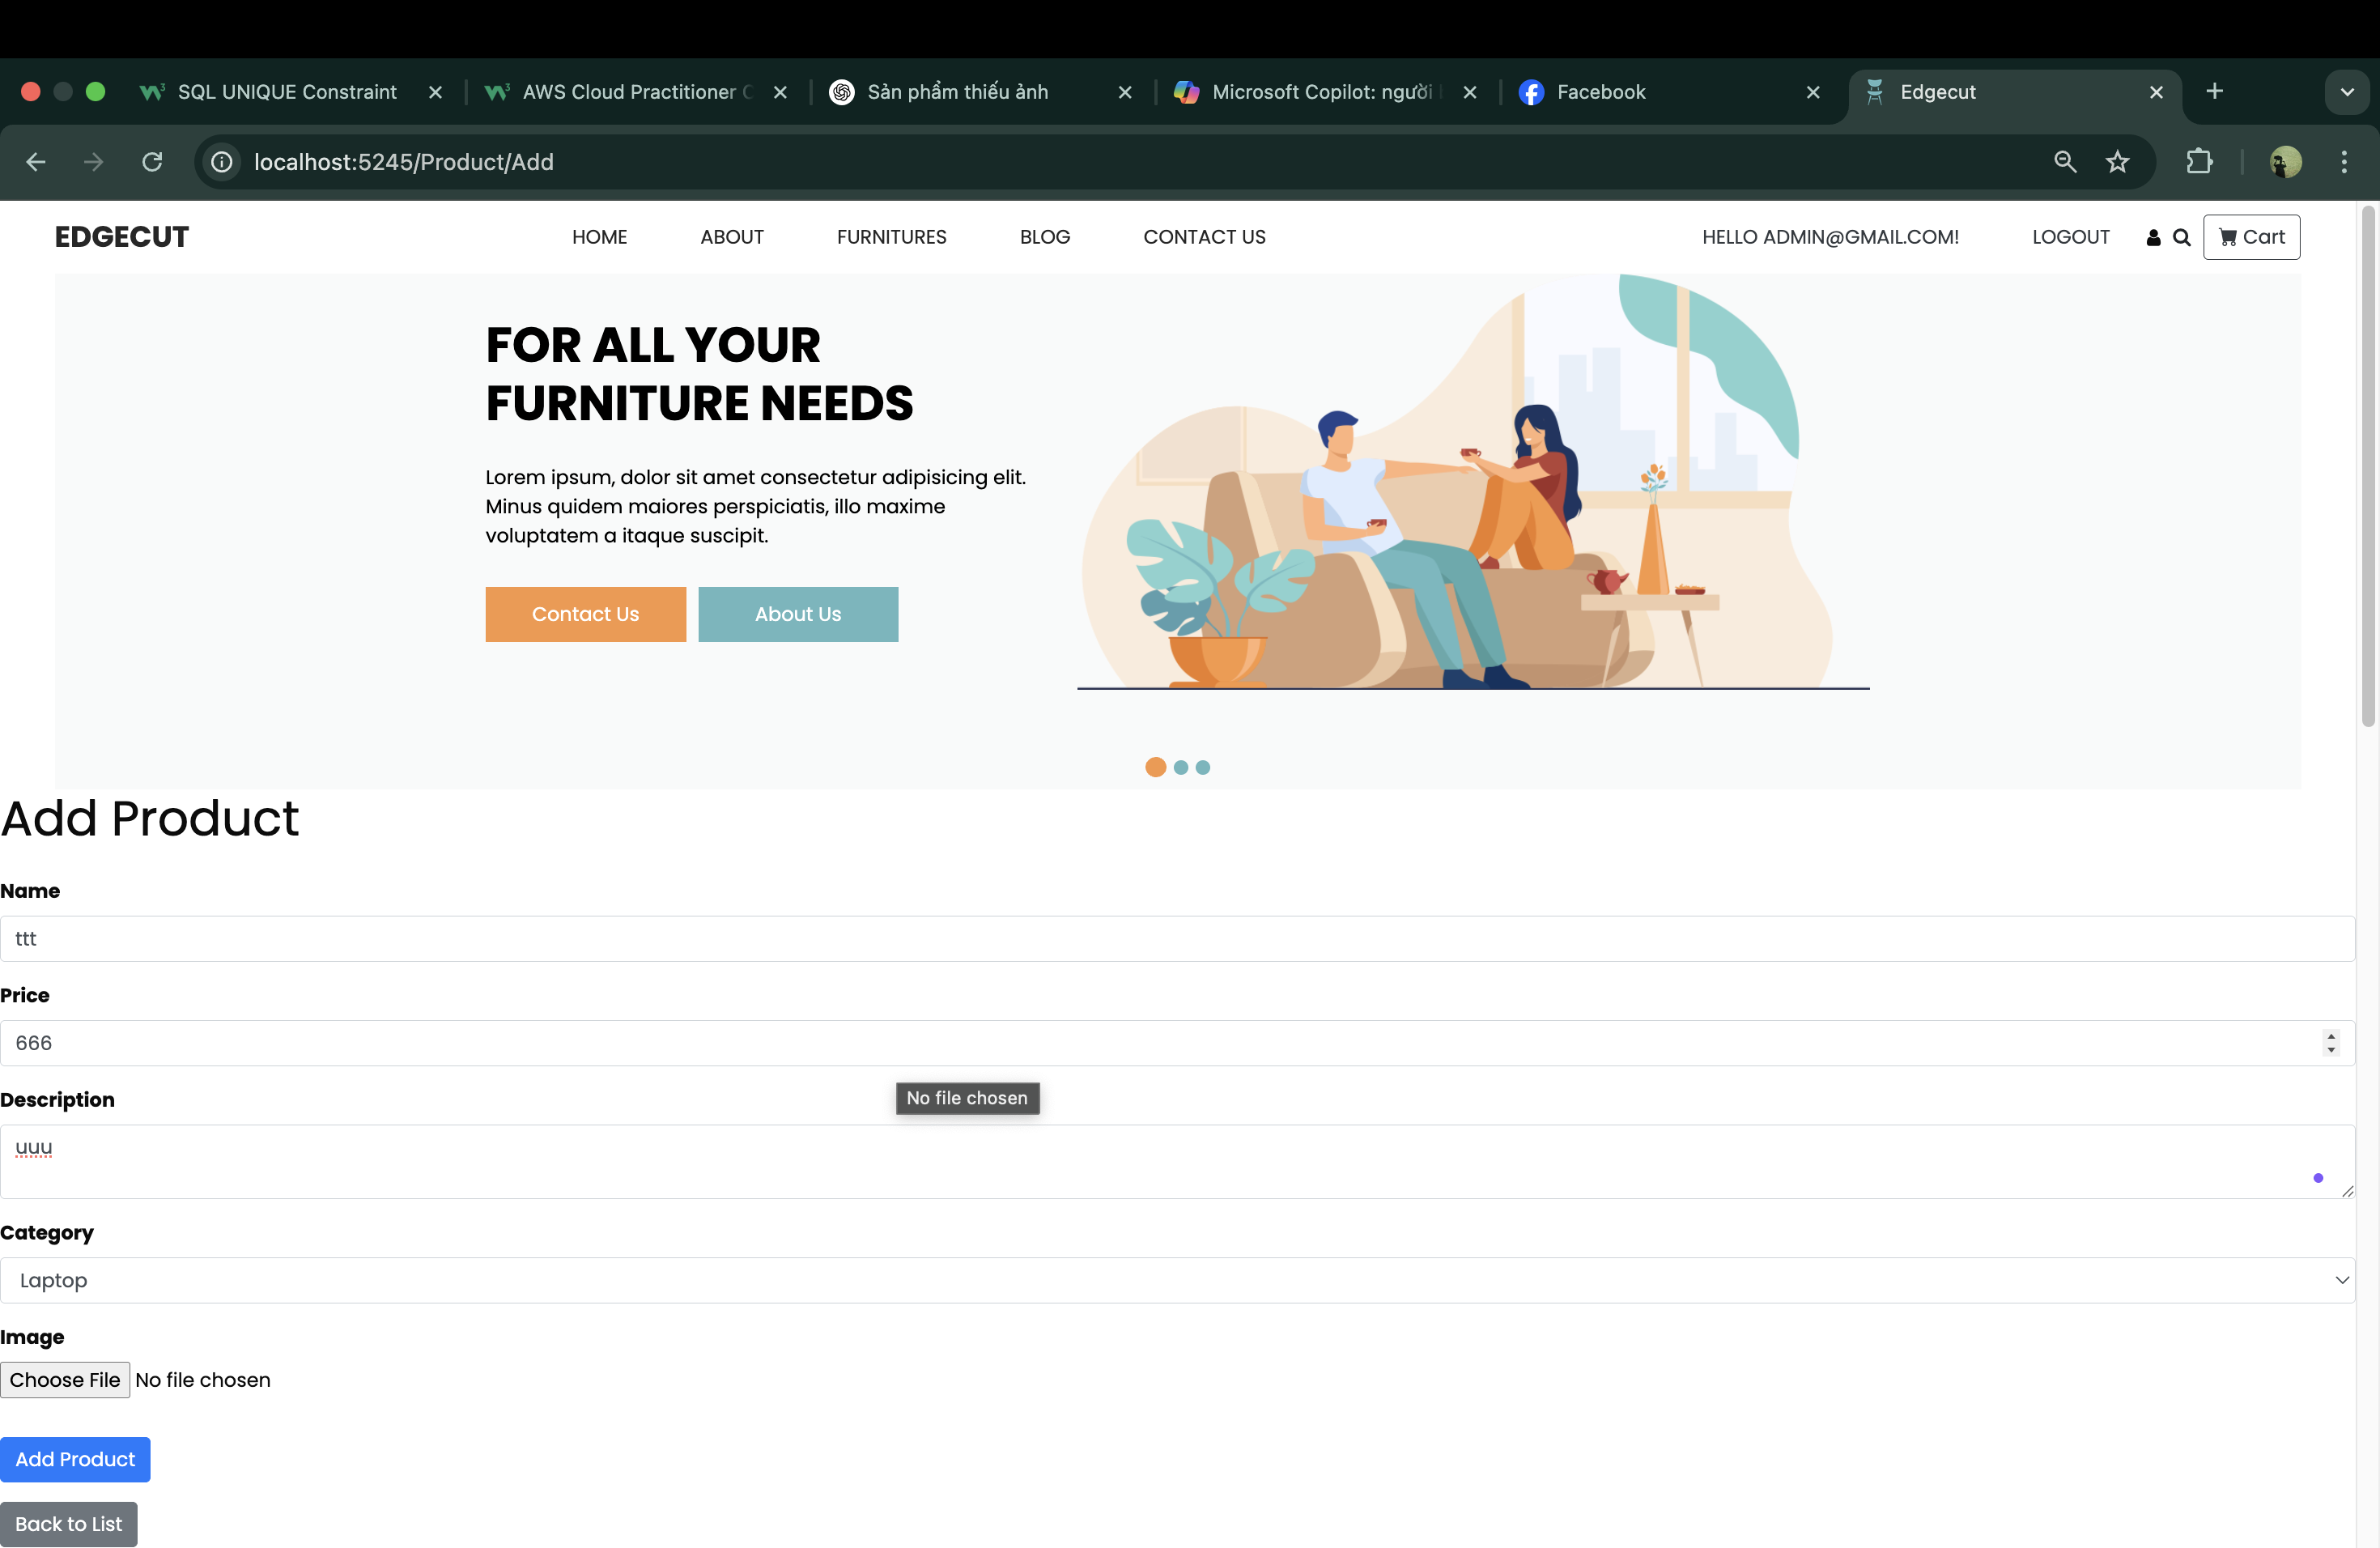 SQL UNIQUE Constraint
AWS Cloud Practitioner
Sản phẩm thiếu ảnh
Microsoft Copilot: người
Facebook
Edgecut
localhost:5245/Product/Add
EDGECUT
HOME
ABOUT
FURNITURES
BLOG
CONTACT US
HELLO ADMIN@GMAIL.COM!
LOGOUT
Cart
FOR ALL YOUR
FURNITURE NEEDS
Lorem ipsum, dolor sit amet consectetur adipisicing elit.
Minus quidem maiores perspiciatis, illo maxime
voluptatem a itaque suscipit.
Contact Us
About Us
Add Product
Name
ttt
Price
666
Description
No file chosen
uuu
Category
Laptop
Image
Choose File No file chosen
Add Product
Back to List